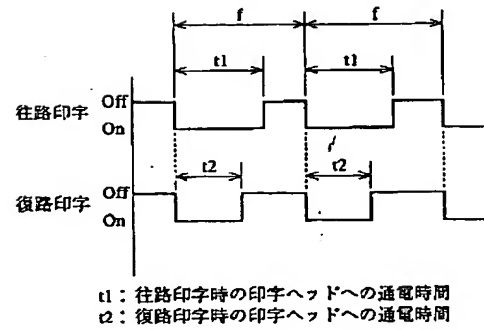 f f
t1 t1
往路印字 Off
On
t2 t2
復路印字 Off
On
t1：往路印字時の印字ヘッドへの通電時間
t2：復路印字時の印字ヘッドへの通電時間